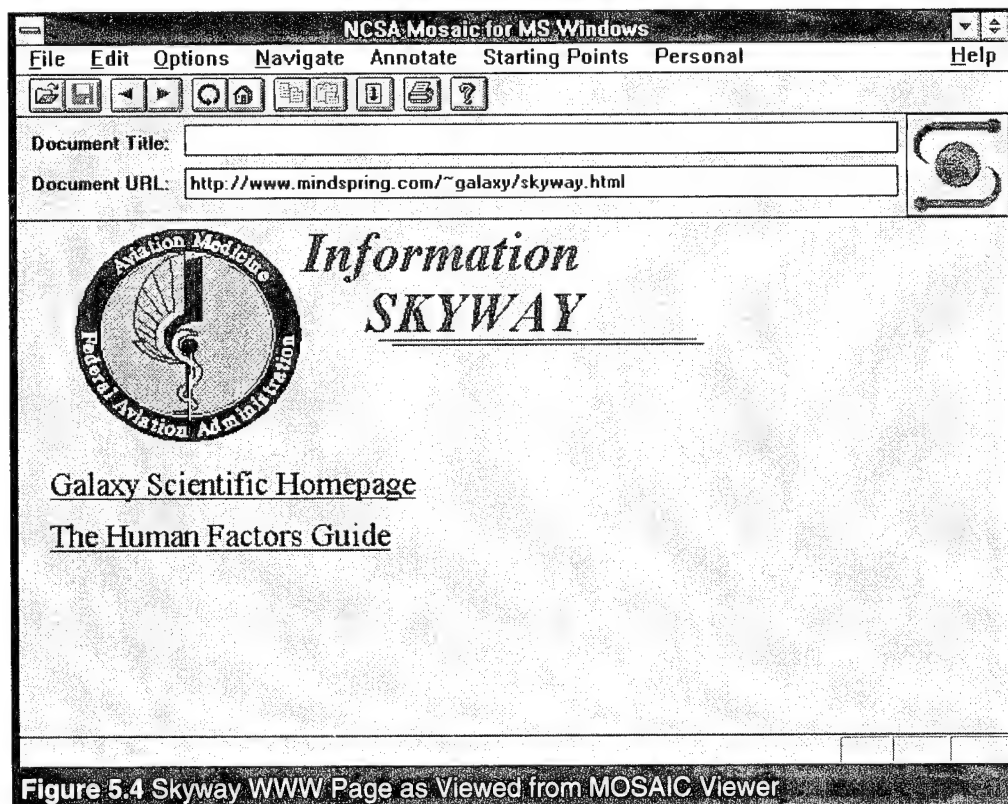 NCSA Mosaic for MS Windows
File Edit Options Navigate Annotate Starting Points Personal Help
Document Title:
Document URL: http://www.mindspring.com/~galaxy/skyway.html
Aviation Medicine
Federal Aviation Administration
Information
SKYWAY
Galaxy Scientific Homepage
The Human Factors Guide
Figure 5.4 Skyway WWW Page as Viewed from MOSAIC Viewer